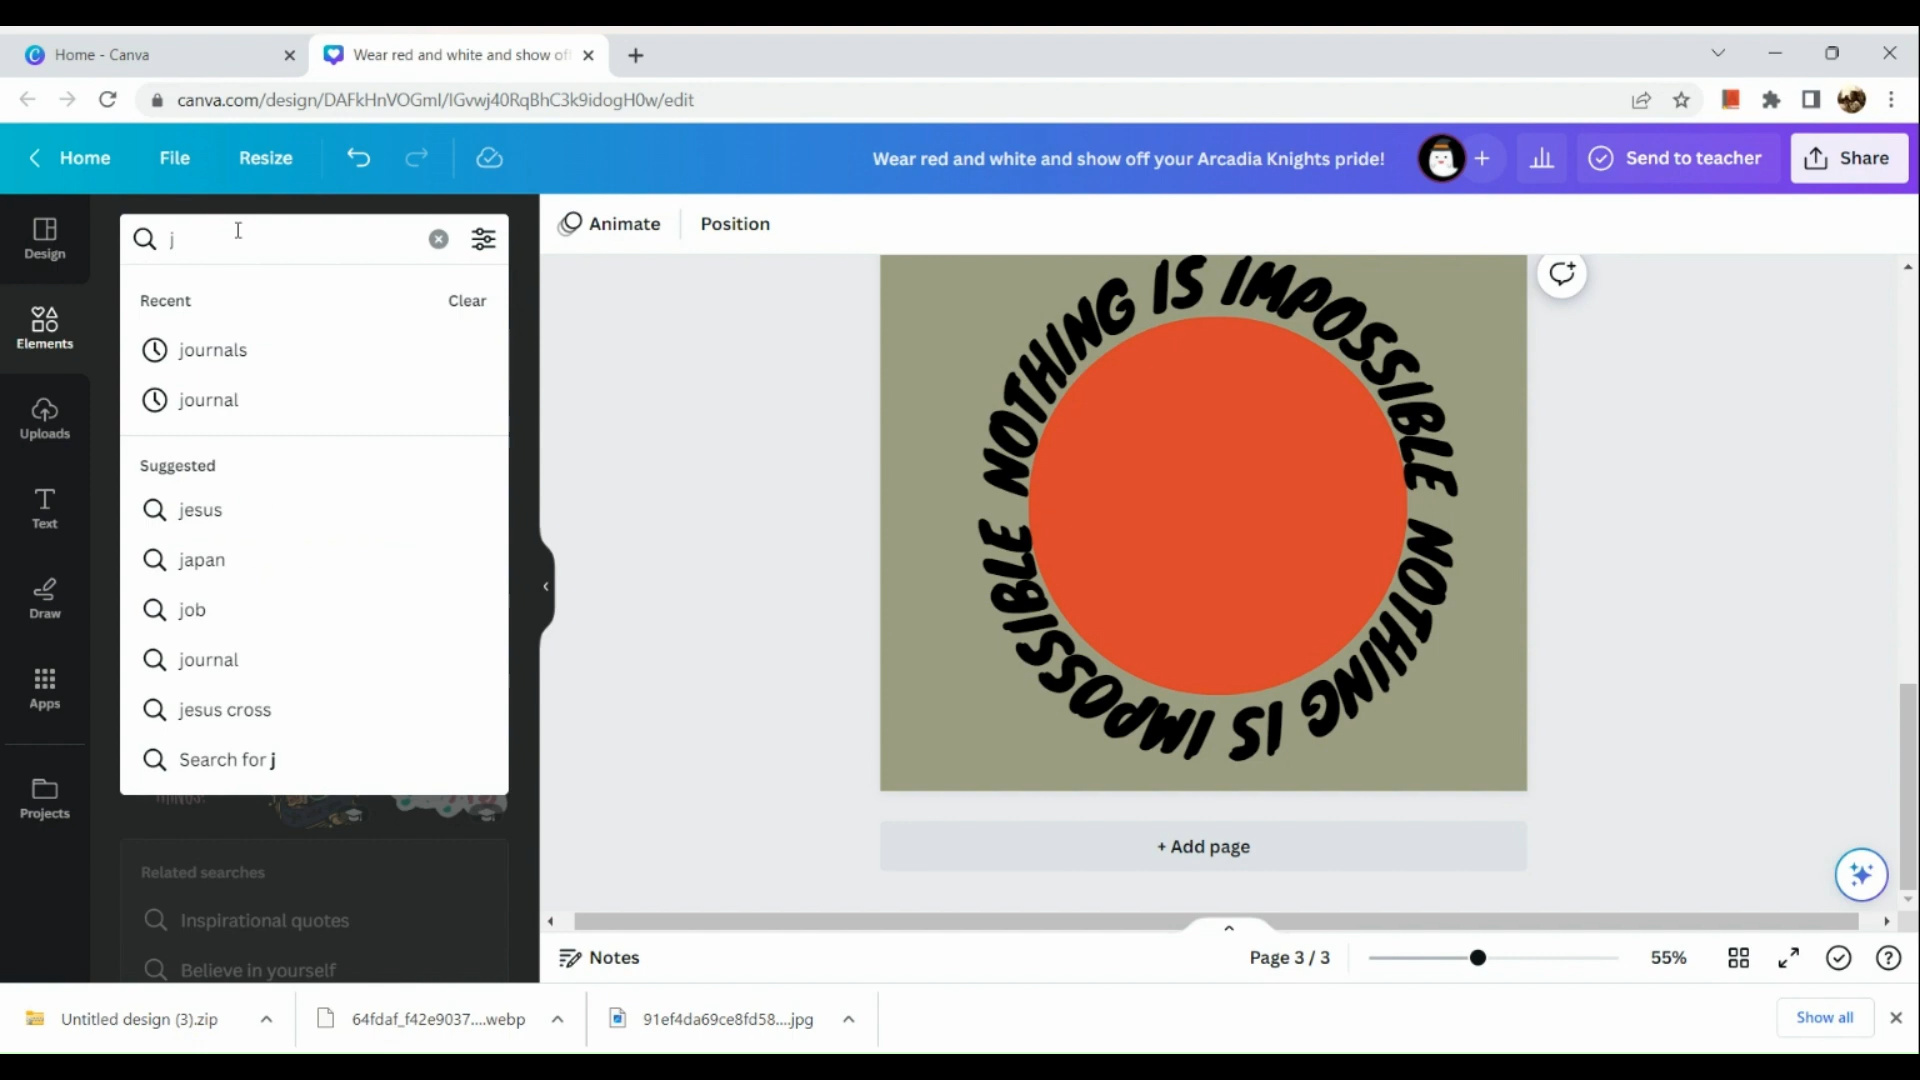 Home - Canva
Wear red and white and show of
canva.com/design/DAFkHnVOGmI/IGvwj40RqBhC3k9idogH0w/edit
Home
File
Resize
Wear red and white and show off your Arcadia Knights pride!
Send to teacher
Share
Design
Elements
Uploads
Text
Draw
Apps
Projects
j
Recent
Clear
journals
journal
Suggested
jesus
japan
job
journal
jesus cross
Search for j
Related searches
Inspirational quotes
Believe in yourself
Animate
Position
NOTHING IS IMPOSSIBLE NOTHING IS IMPOSSIBLE
+ Add page
Notes
Page 3 / 3
55%
Untitled design (3).zip
64fdaf_f42e9037....webp
91ef4da69ce8fd58....jpg
Show all